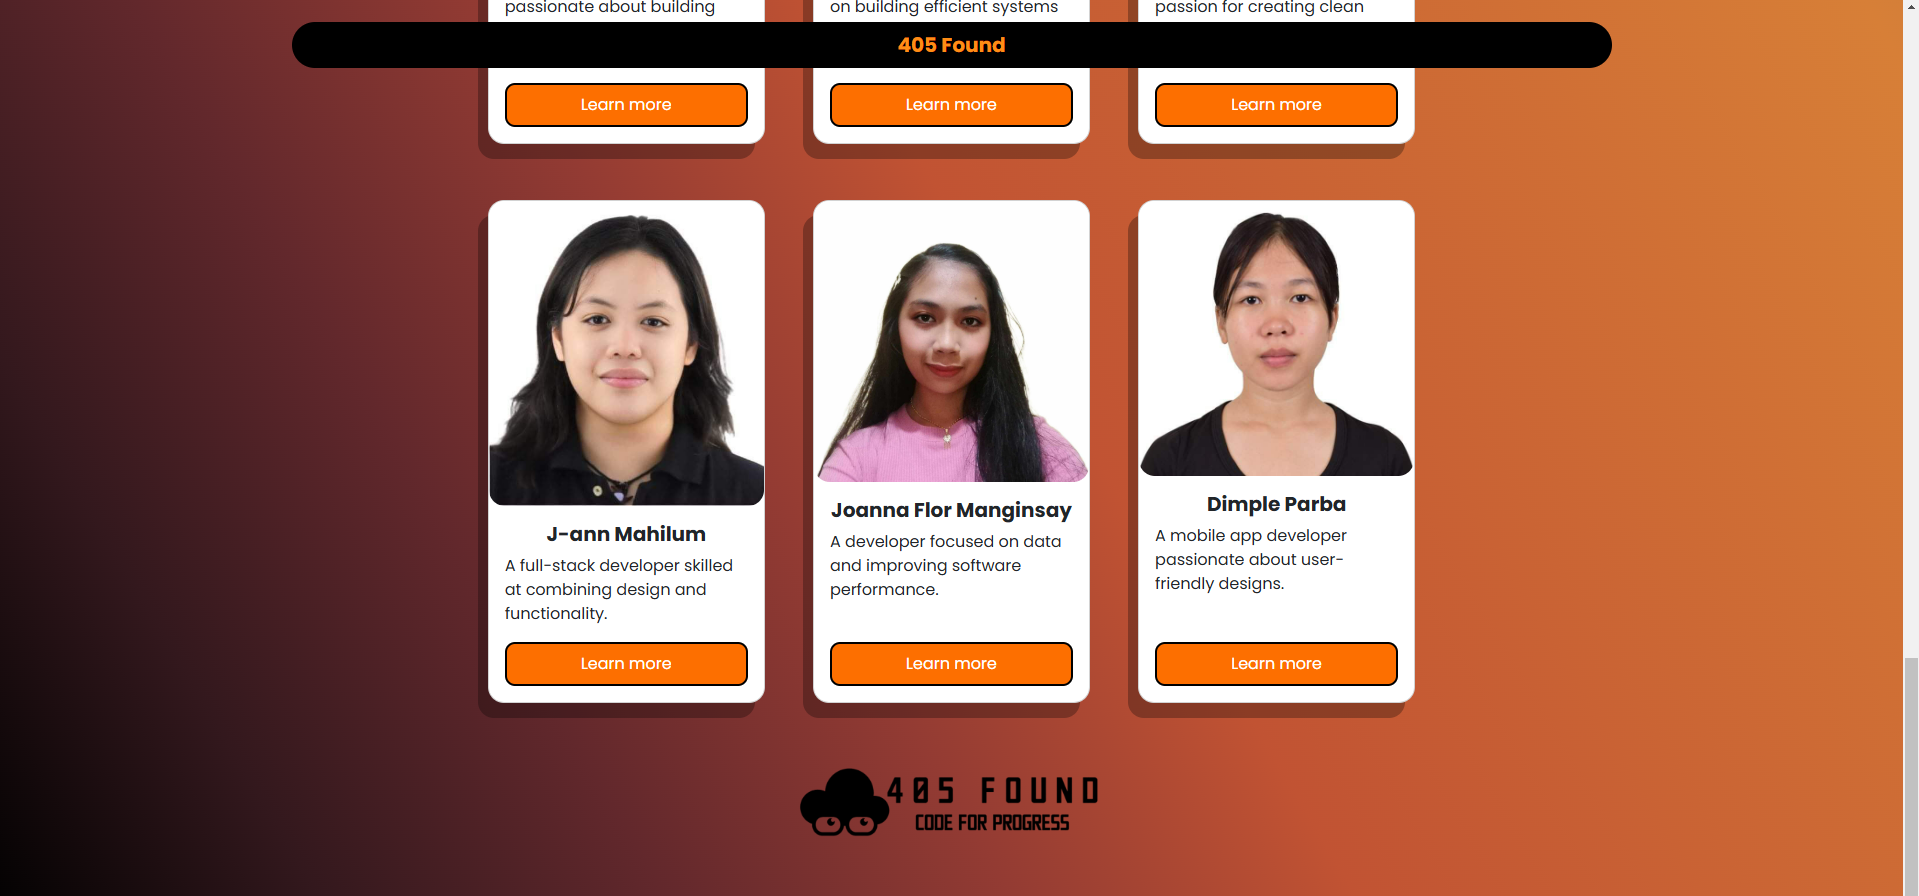 passionate about building
on building efficient systems
passion for creating clean
405 Found
Learn more
Learn more
Learn more
J-ann Mahilum
A full-stack developer skilled
at combining design and
functionality.
Learn more
Joanna Flor Manginsay
A developer focused on data
and improving software
performance.
Learn more
Dimple Parba
A mobile app developer
passionate about user-
friendly designs.
Learn more
405 FOUND
CODE FOR PROGRESS